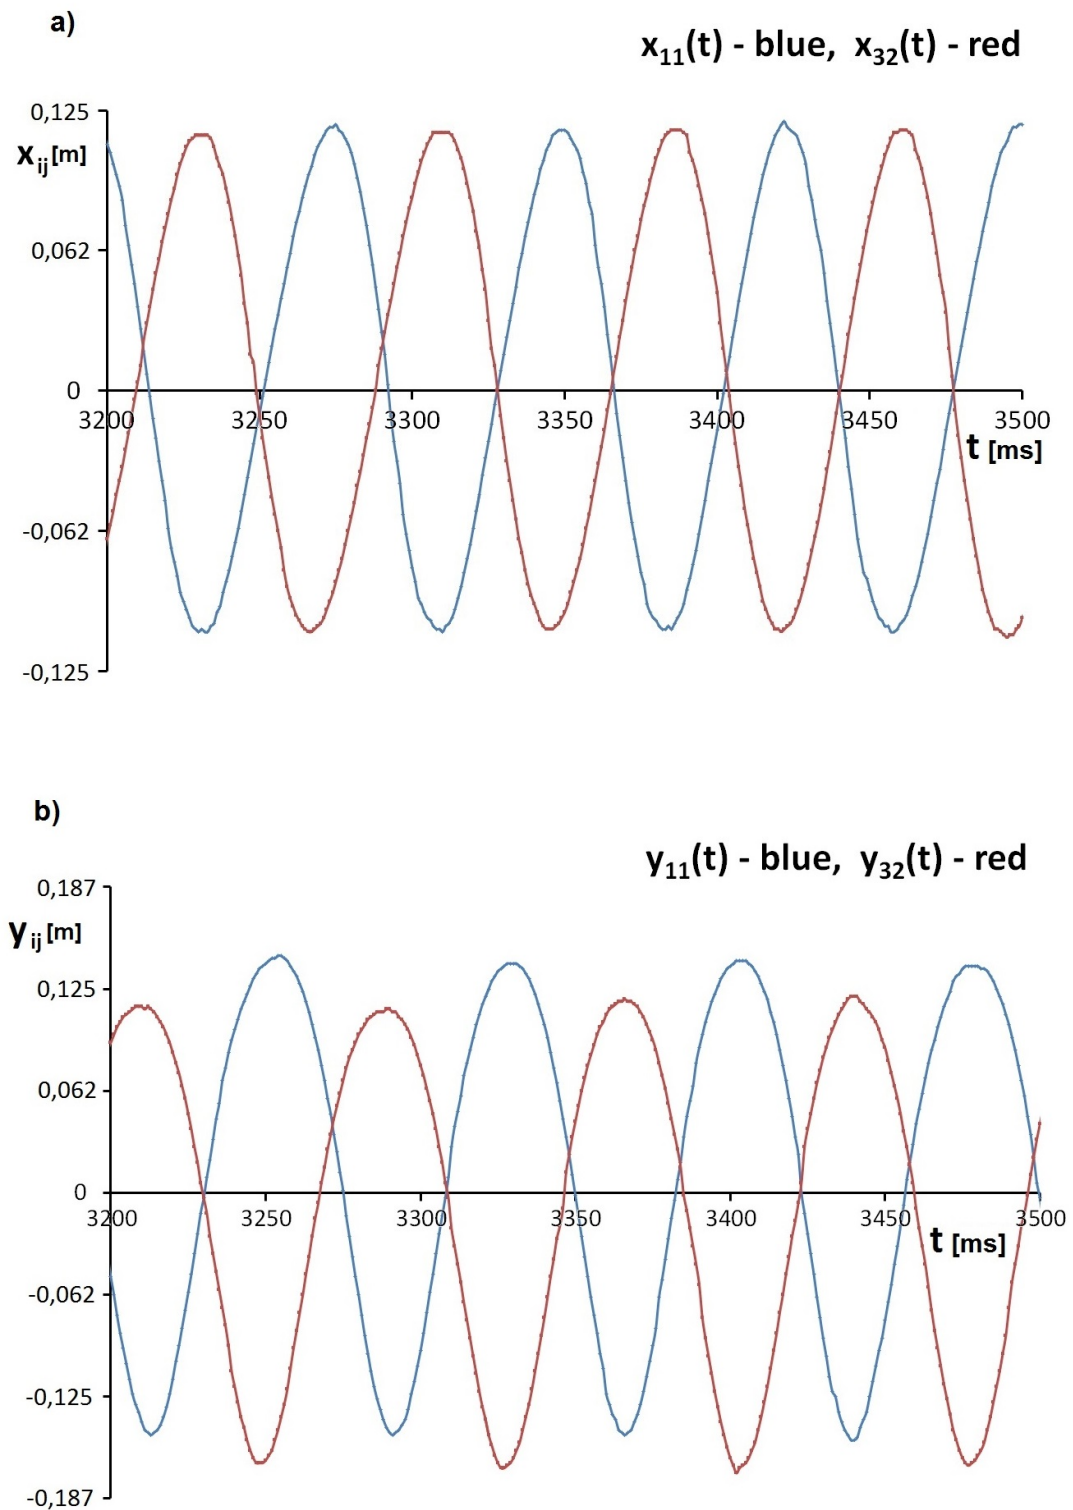 a)
x₁₁(t) - blue, x₃₂(t) - red
0,125
xᵢⱼ [m]
0,062
0
3200 3250 3300 3350 3400 3450 3500
t [ms]
-0,062
-0,125
b)
y₁₁(t) - blue, y₃₂(t) - red
0,187
yᵢⱼ [m]
0,125
0,062
0
3200 3250 3300 3350 3400 3450 3500
t [ms]
-0,062
-0,125
-0,187